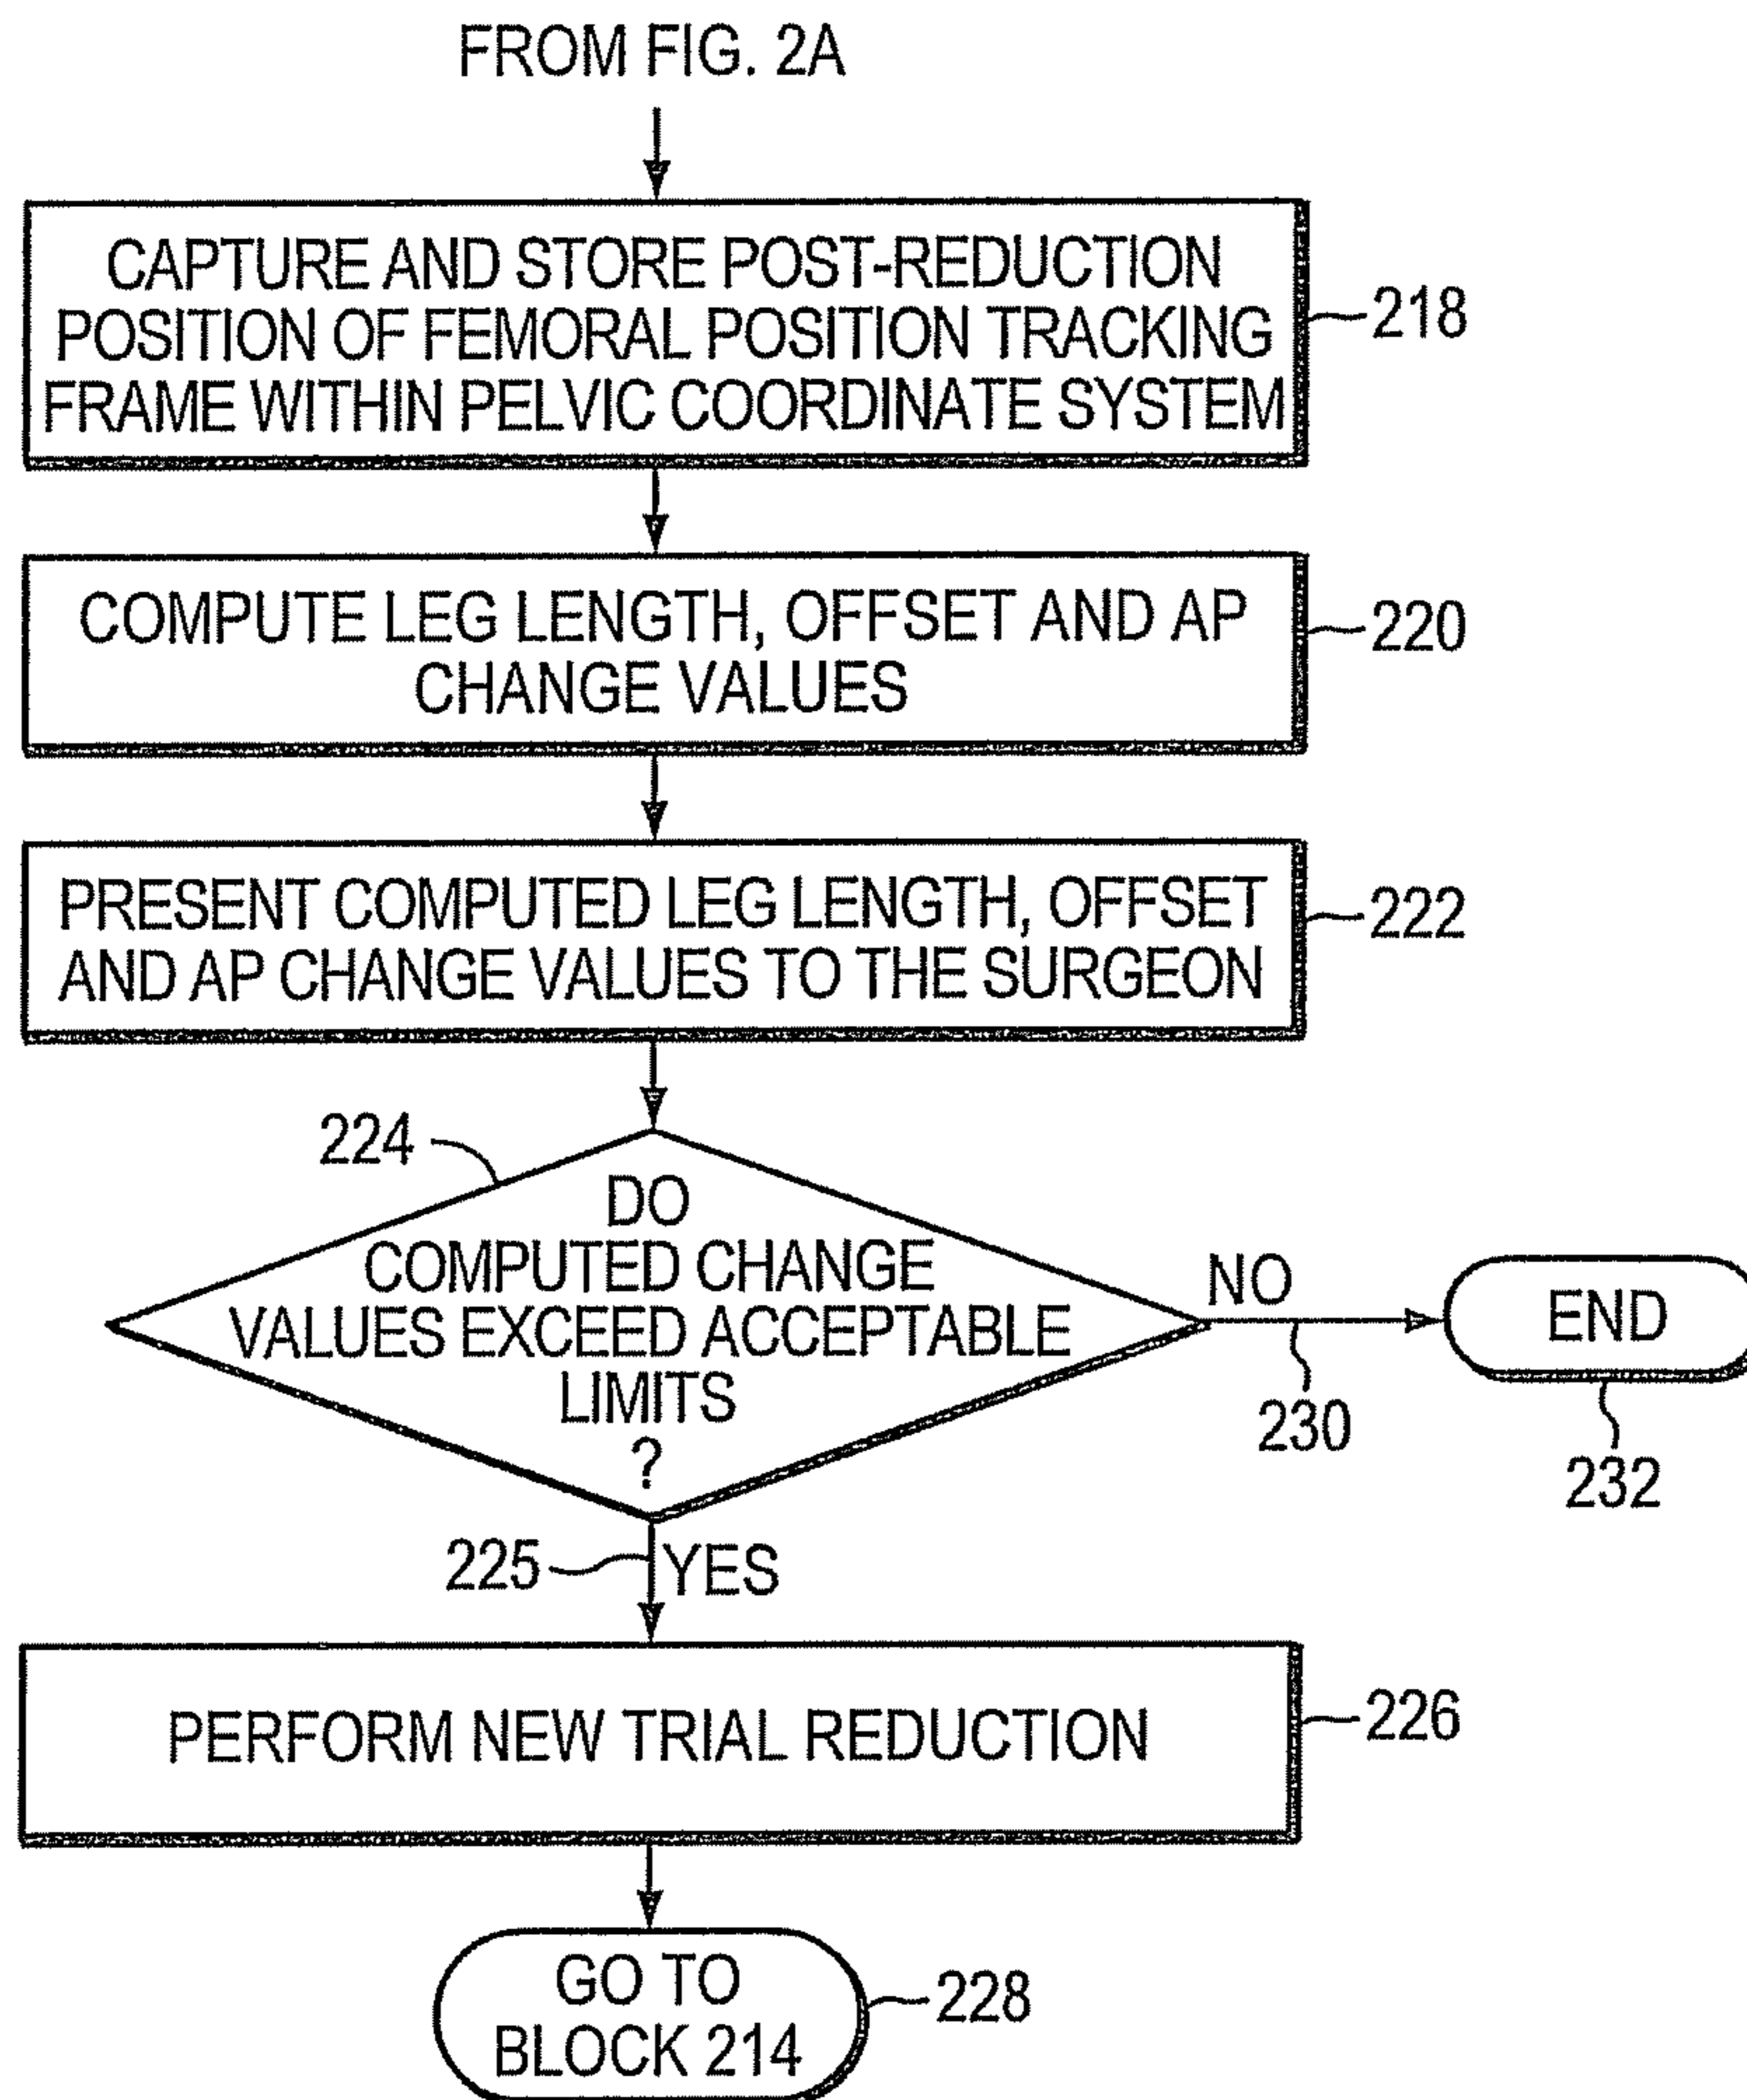 FROM FIG. 2A
CAPTURE AND STORE POST-REDUCTION
POSITION OF FEMORAL POSITION TRACKING
FRAME WITHIN PELVIC COORDINATE SYSTEM
218
COMPUTE LEG LENGTH, OFFSET AND AP
CHANGE VALUES
220
PRESENT COMPUTED LEG LENGTH, OFFSET
AND AP CHANGE VALUES TO THE SURGEON
222
224
DO
COMPUTED CHANGE
VALUES EXCEED ACCEPTABLE
LIMITS
?
NO
230
END
232
225
YES
PERFORM NEW TRIAL REDUCTION
226
GO TO
BLOCK 214
228